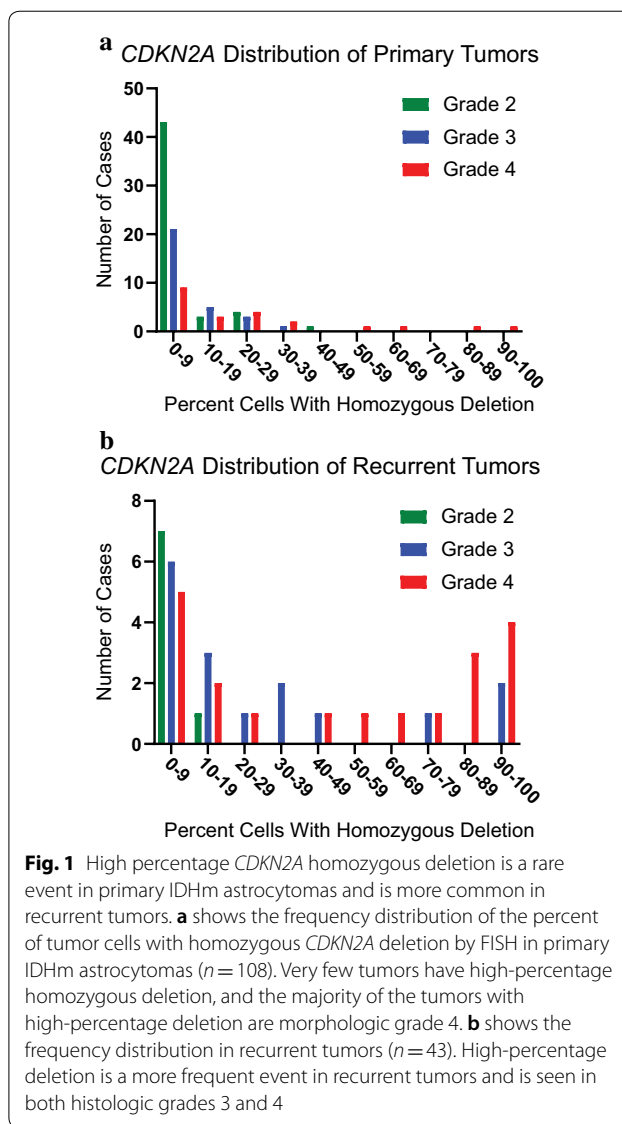 a
CDKN2A Distribution of Primary Tumors
50
40
30
20
10
0
Number of Cases
Grade 2
Grade 3
Grade 4
0-9
10-19
20-29
30-39
40-49
50-59
60-69
70-79
80-89
90-100
Percent Cells With Homozygous Deletion
b
CDKN2A Distribution of Recurrent Tumors
8
6
4
2
0
Number of Cases
Grade 2
Grade 3
Grade 4
0-9
10-19
20-29
30-39
40-49
50-59
60-69
70-79
80-89
90-100
Percent Cells With Homozygous Deletion
Fig. 1 High percentage CDKN2A homozygous deletion is a rare
event in primary IDHm astrocytomas and is more common in
recurrent tumors. a shows the frequency distribution of the percent
of tumor cells with homozygous CDKN2A deletion by FISH in primary
IDHm astrocytomas (n = 108). Very few tumors have high-percentage
homozygous deletion, and the majority of the tumors with
high-percentage deletion are morphologic grade 4. b shows the
frequency distribution in recurrent tumors (n = 43). High-percentage
deletion is a more frequent event in recurrent tumors and is seen in
both histologic grades 3 and 4